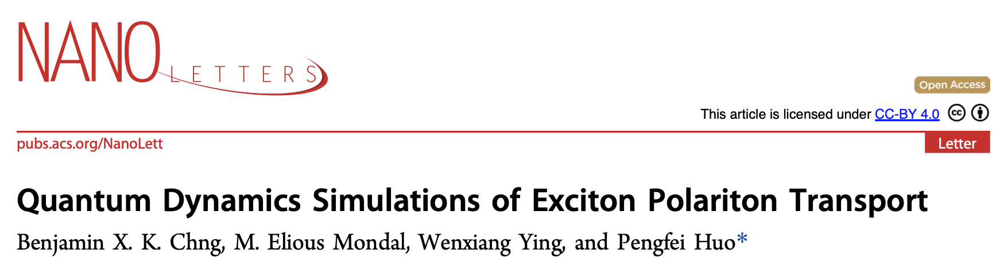 NANO LETTERS
Open Access
This article is licensed under CC-BY 4.0
cc
pubs.acs.org/NanoLett
Letter
Quantum Dynamics Simulations of Exciton Polariton Transport
Benjamin X. K. Chng, M. Elious Mondal, Wenxiang Ying, and Pengfei Huo*